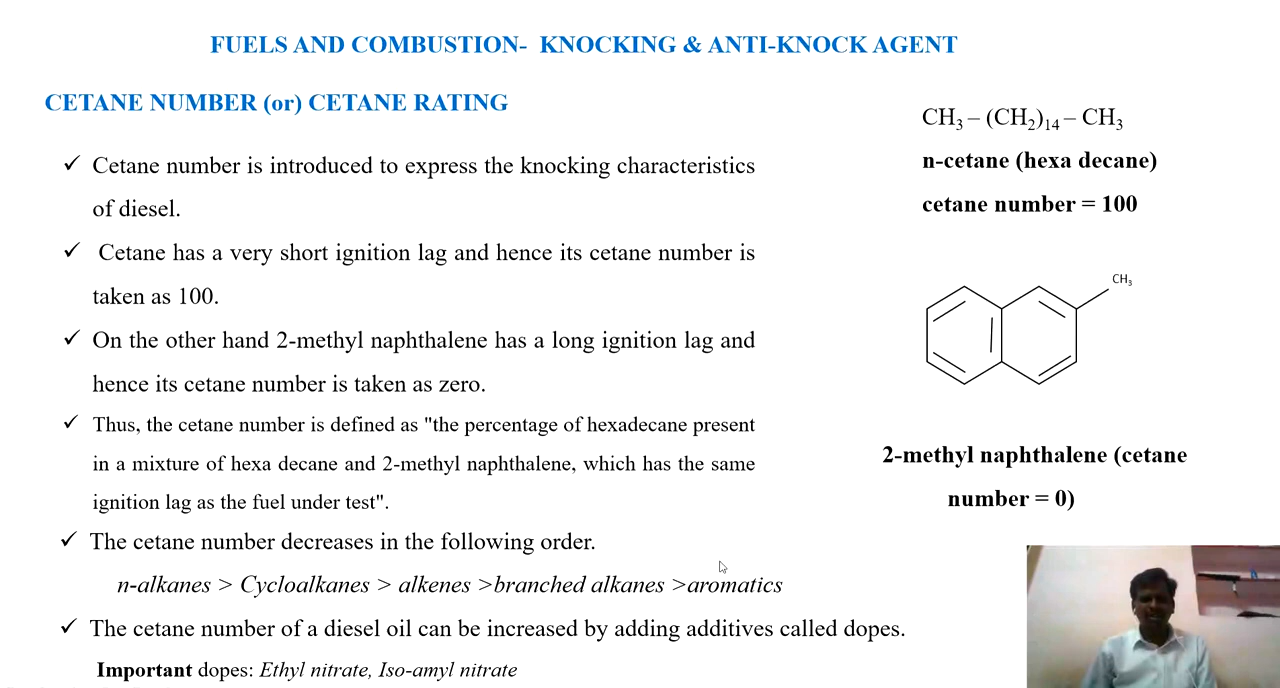 FUELS AND COMBUSTION-  KNOCKING & ANTI-KNOCK AGENT
CETANE NUMBER (or) CETANE RATING
✓ Cetane number is introduced to express the knocking characteristics
of diesel.
✓ Cetane has a very short ignition lag and hence its cetane number is
taken as 100.
✓ On the other hand 2-methyl naphthalene has a long ignition lag and
hence its cetane number is taken as zero.
✓ Thus, the cetane number is defined as "the percentage of hexadecane present
in a mixture of hexa decane and 2-methyl naphthalene, which has the same
ignition lag as the fuel under test".
✓ The cetane number decreases in the following order.
n-alkanes > Cycloalkanes > alkenes >branched alkanes >aromatics
✓ The cetane number of a diesel oil can be increased by adding additives called dopes.
Important dopes: Ethyl nitrate, Iso-amyl nitrate
CH₃ – (CH₂)₁₄ – CH₃
n-cetane (hexa decane)
cetane number = 100
CH₃
2-methyl naphthalene (cetane
number = 0)